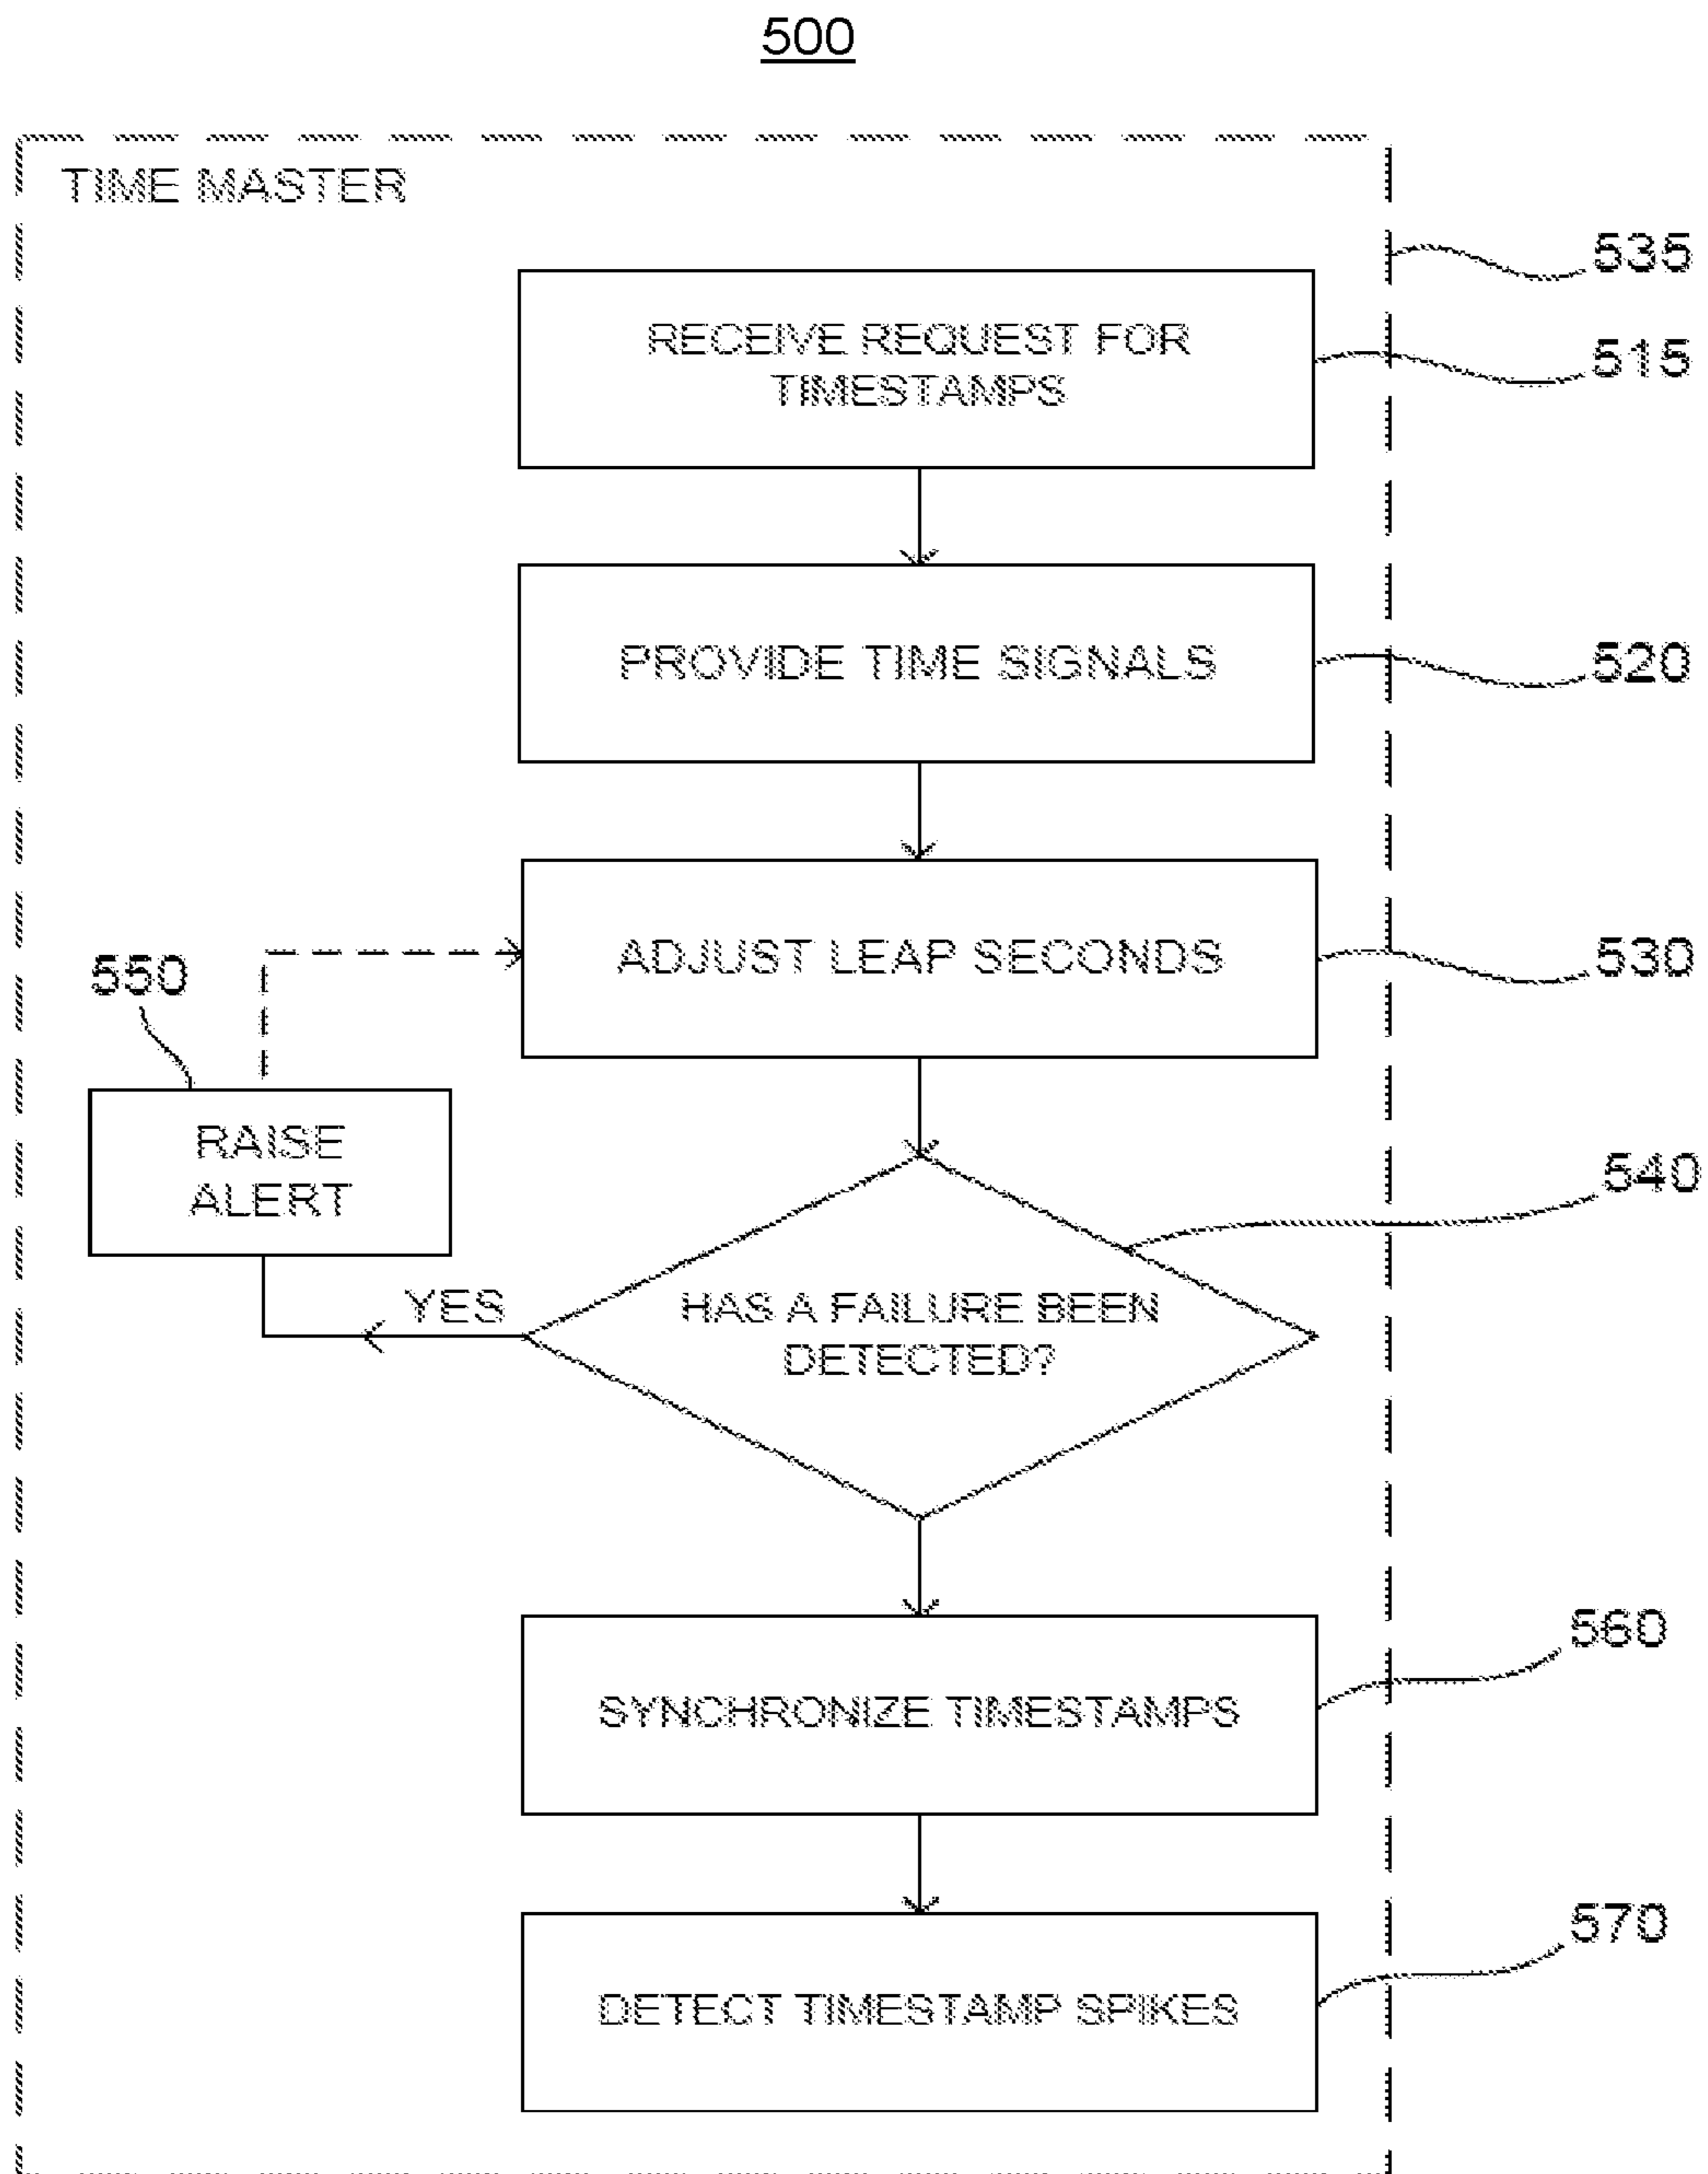 500
TIME MASTER
535
RECEIVE REQUEST FOR
TIMESTAMPS
515
PROVIDE TIME SIGNALS
520
ADJUST LEAP SECONDS
530
550
RAISE
ALERT
540
YES
HAS A FAILURE BEEN
DETECTED?
560
SYNCHRONIZE TIMESTAMPS
570
DETECT TIMESTAMP SPIKES